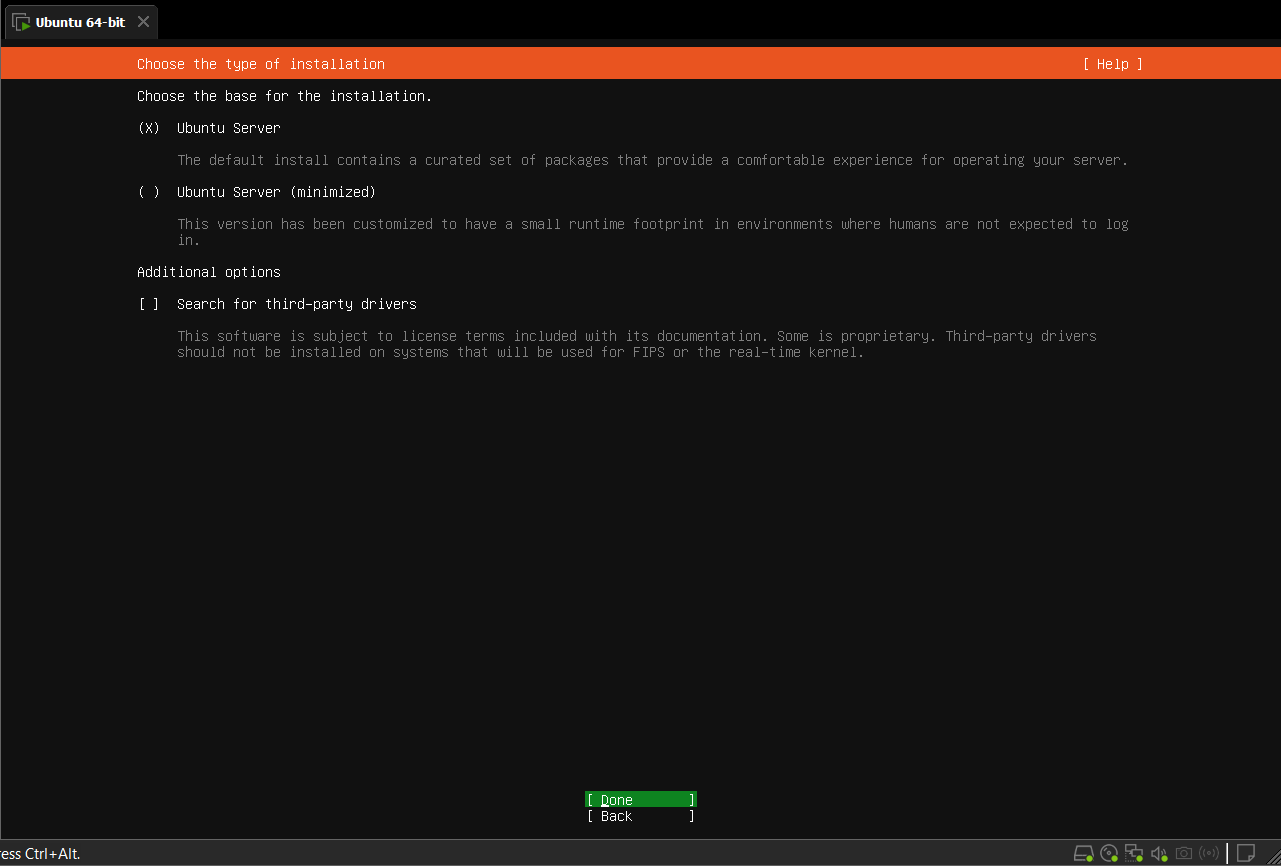 Ubuntu 64-bit
Choose the type of installation [ Help ]
Choose the base for the installation.
(X) Ubuntu Server
The default install contains a curated set of packages that provide a comfortable experience for operating your server.
( ) Ubuntu Server (minimized)
This version has been customized to have a small runtime footprint in environments where humans are not expected to log
in.
Additional options
[ ] Search for third-party drivers
This software is subject to license terms included with its documentation. Some is proprietary. Third-party drivers
should not be installed on systems that will be used for FIPS or the real-time kernel.
[ Done ]
[ Back ]
ess Ctrl+Alt.